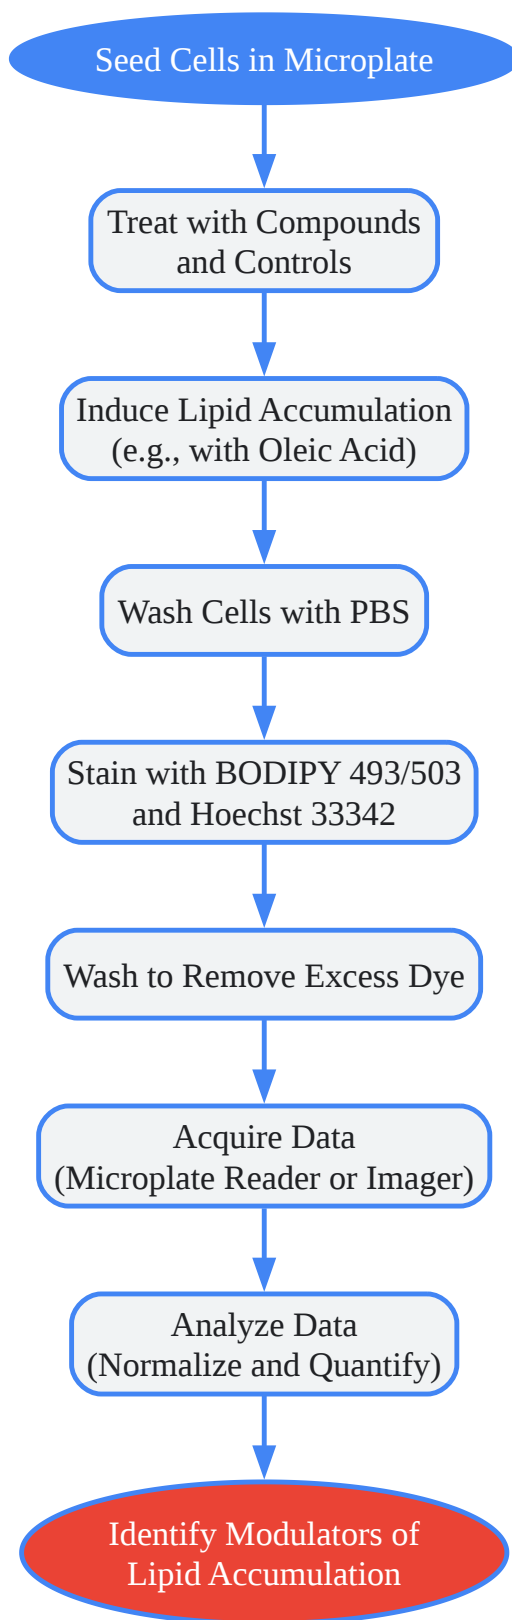 Seed Cells in Microplate
Treat with Compounds
and Controls
Induce Lipid Accumulation
(e.g., with Oleic Acid)
Wash Cells with PBS
Stain with BODIPY 493/503
and Hoechst 33342
Wash to Remove Excess Dye
Acquire Data
(Microplate Reader or Imager)
Analyze Data
(Normalize and Quantify)
Identify Modulators of
Lipid Accumulation